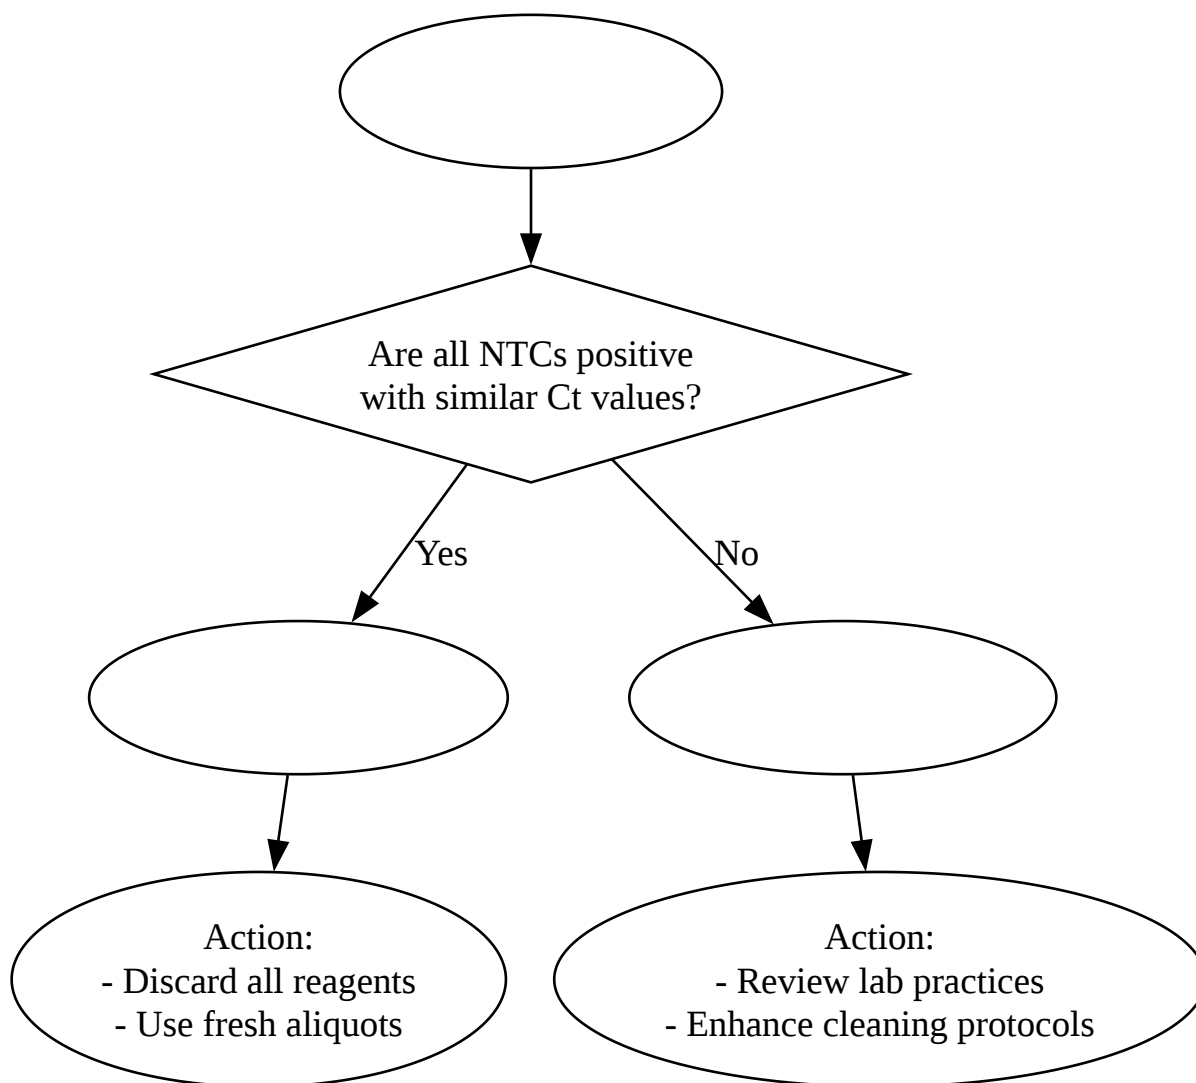 Are all NTCs positive
with similar Ct values?
Yes
No
Action:
- Discard all reagents
- Use fresh aliquots
Action:
- Review lab practices
- Enhance cleaning protocols